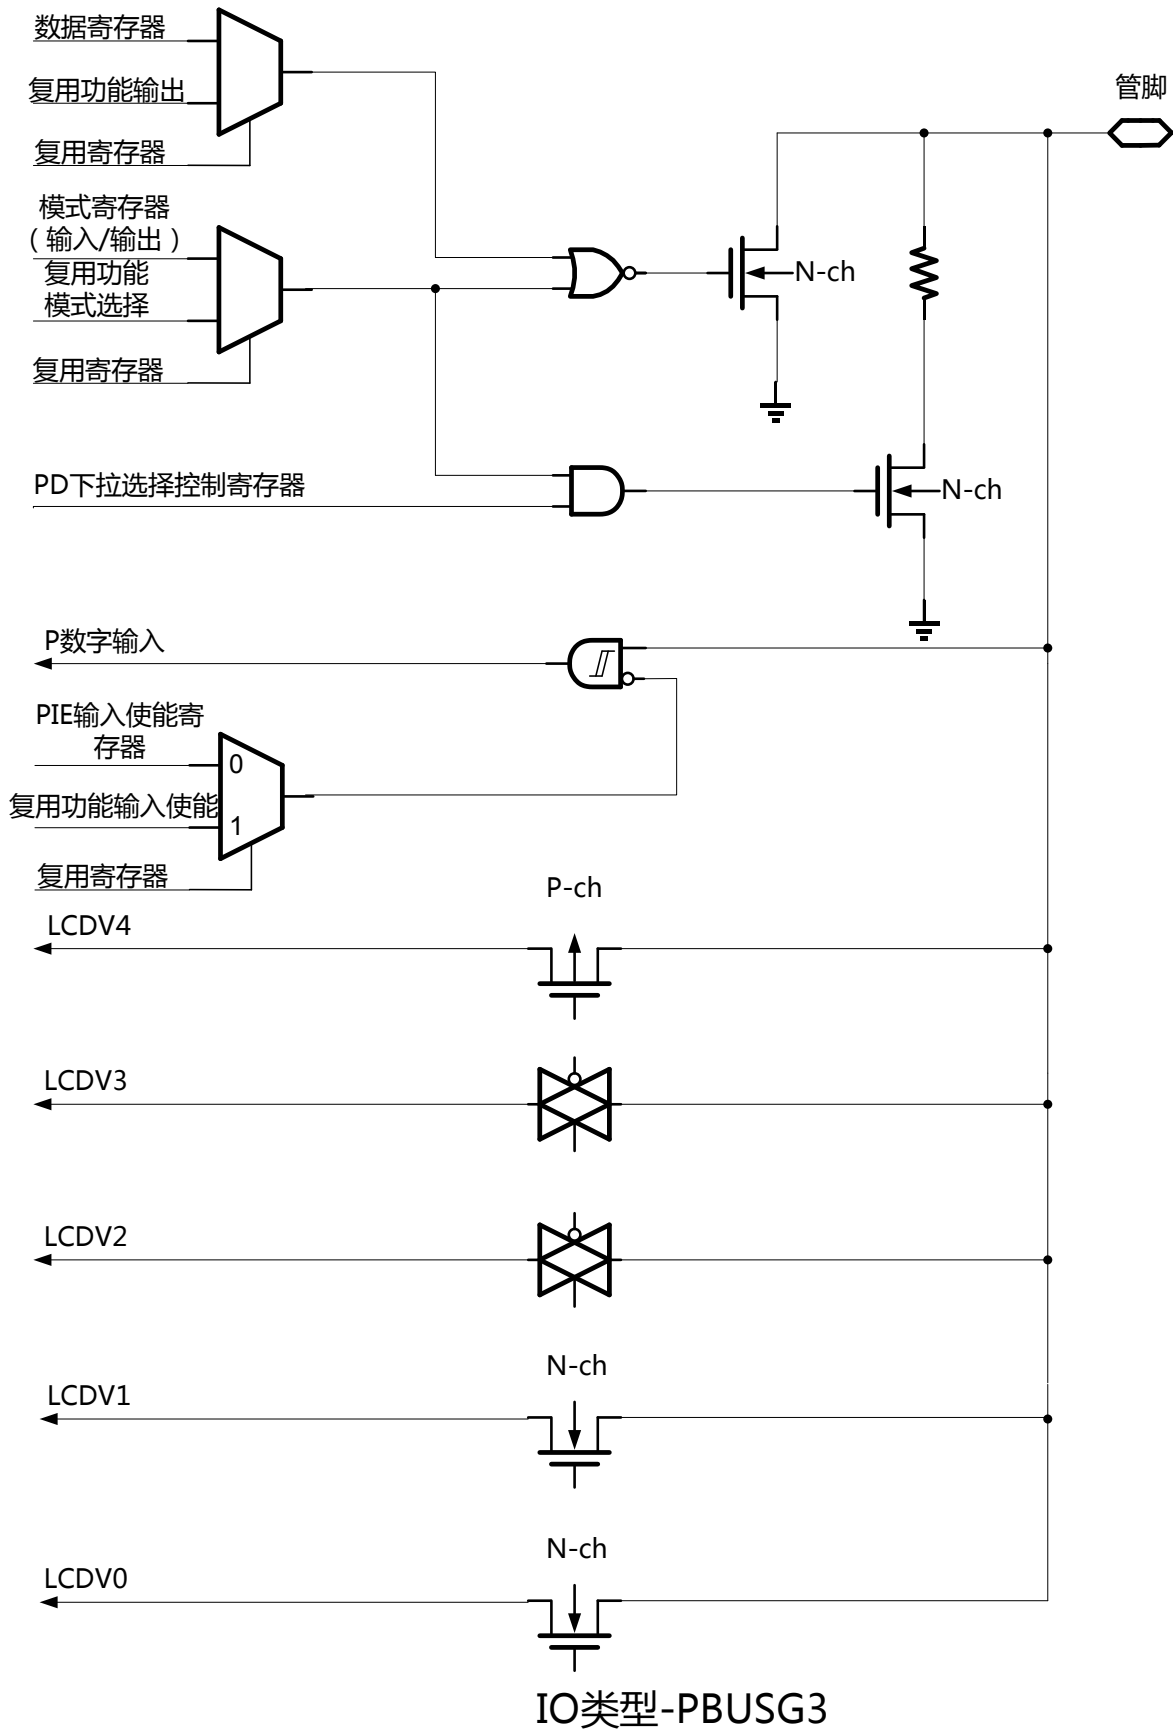 数据寄存器
复用功能输出
复用寄存器
管脚
模式寄存器
（输入/输出）
复用功能
模式选择
复用寄存器
N-ch
PD下拉选择控制寄存器
N-ch
P数字输入
PIE输入使能寄
存器
0
复用功能输入使能
1
复用寄存器
P-ch
LCDV4
LCDV3
LCDV2
N-ch
LCDV1
N-ch
LCDV0
IO类型-PBUSG3